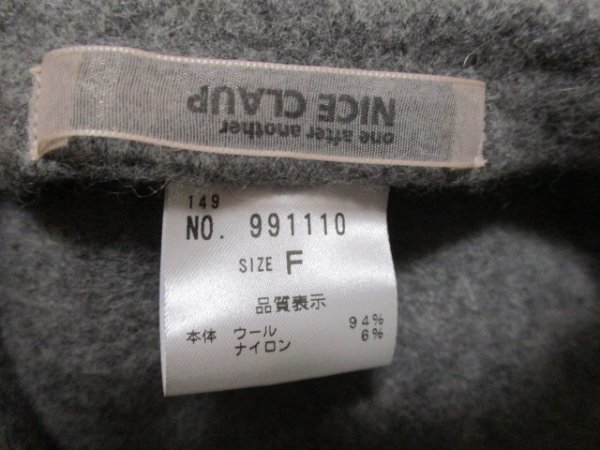 one after another
NICE CLAUP
149
NO. 991110
SIZE F
品質表示
本体 ウール 94%
ナイロン 6%